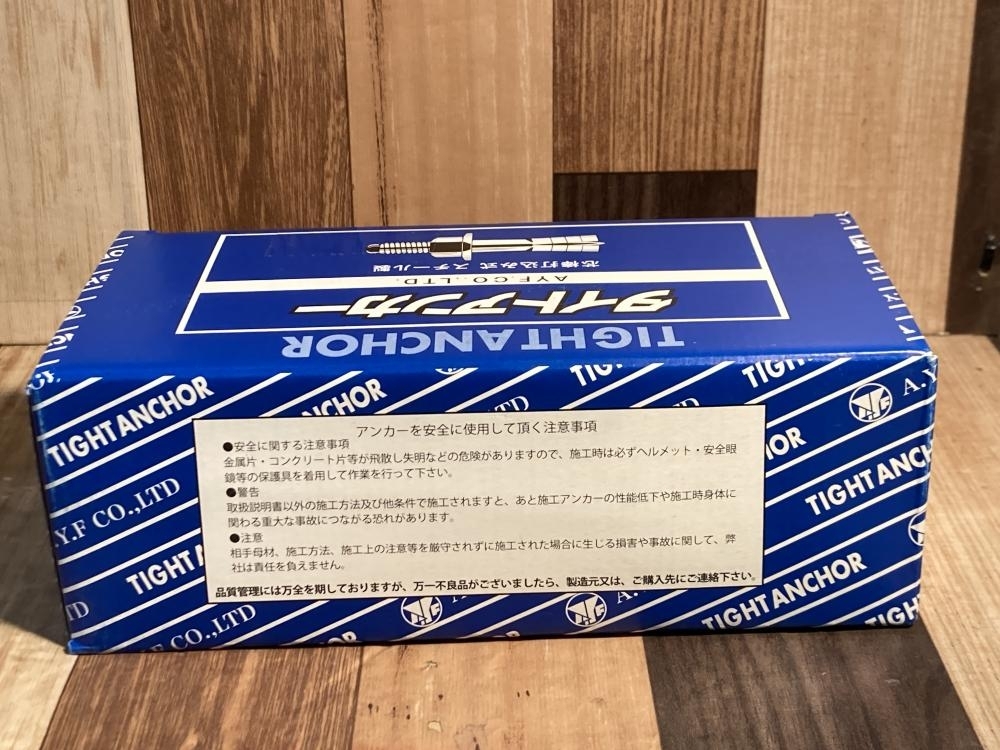 芯棒打込み式 スチール製
A.Y.F.CO.,LTD.
タイトアンカー
TIGHT ANCHOR
TIGHT ANCHOR
A.Y.F CO.,LTD
TIGHT ANCHOR
TIGHT ANCHOR
アンカーを安全に使用して頂く注意事項
●安全に関する注意事項
金属片・コンクリート片等が飛散し失明などの危険がありますので、施工時は必ずヘルメット・安全眼
鏡等の保護具を着用して作業を行って下さい。
●警告
取扱説明書以外の施工方法及び他条件で施工されますと、あと施工アンカーの性能低下や施工時身体に
関わる重大な事故につながる恐れがあります。
●注意
相手母材、施工方法、施工上の注意等を厳守されずに施工された場合に生じる損害や事故に関して、弊
社は責任を負えません。
品質管理には万全を期しておりますが、万一不良品がございましたら、製造元又は、ご購入先にご連絡下さい。